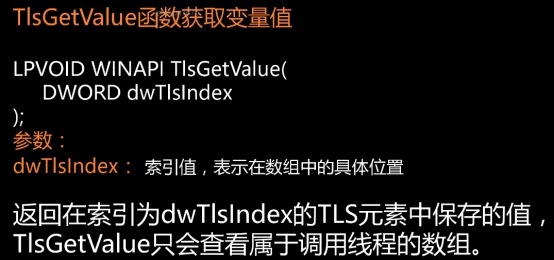 TlsGetValue函数获取变量值
LPVOID WINAPI TlsGetValue(
DWORD dwTlsIndex
);
参数：
dwTlsIndex： 索引值，表示在数组中的具体位置
返回在索引为dwTlsIndex的TLS元素中保存的值，
TlsGetValue只会查看属于调用线程的数组。